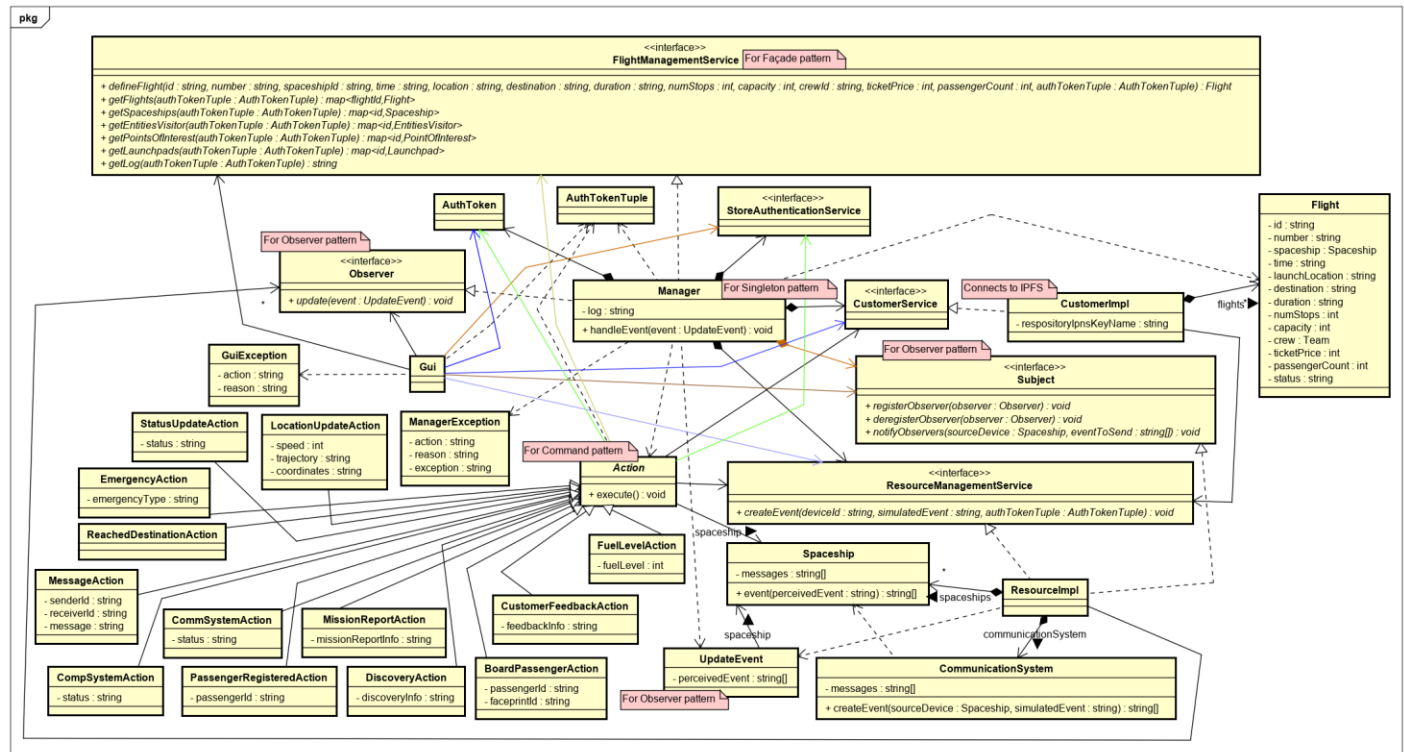 pkg
<<interface>>
FlightManagementService
For Façade pattern
+ defineFlight(id : string, number : string, spaceshipId : string, time : string, location : string, destination : string, duration : string, numStops : int, capacity : int, crewId : string, ticketPrice : int, passengerCount : int, authTokenTuple : AuthTokenTuple) : Flight
+ getFlights(authTokenTuple : AuthTokenTuple) : map<flightId,Flight>
+ getSpaceships(authTokenTuple : AuthTokenTuple) : map<id,Spaceship>
+ getEntitiesVisitor(authTokenTuple : AuthTokenTuple) : map<id,EntitiesVisitor>
+ getPointsOfInterest(authTokenTuple : AuthTokenTuple) : map<id,PointOfInterest>
+ getLaunchpads(authTokenTuple : AuthTokenTuple) : map<id,Launchpad>
+ getLog(authTokenTuple : AuthTokenTuple) : string
AuthToken
AuthTokenTuple
<<interface>>
StoreAuthenticationService
Flight
- id : string
- number : string
- spaceship : Spaceship
- time : string
- launchLocation : string
- destination : string
- duration : string
- numStops : int
- capacity : int
- crew : Team
- ticketPrice : int
- passengerCount : int
- status : string
For Observer pattern
<<interface>>
Observer
+ update(event : UpdateEvent) : void
*
Manager
- log : string
+ handleEvent(event : UpdateEvent) : void
For Singleton pattern
<<interface>>
CustomerService
Connects to IPFS
CustomerImpl
- respositoryIpnsKeyName : string
flights
*
GuiException
- action : string
- reason : string
Gui
For Observer pattern
<<interface>>
Subject
+ registerObserver(observer : Observer) : void
+ deregisterObserver(observer : Observer) : void
+ notifyObservers(sourceDevice : Spaceship, eventToSend : string[]) : void
StatusUpdateAction
- status : string
LocationUpdateAction
- speed : int
- trajectory : string
- coordinates : string
ManagerException
- action : string
- reason : string
- exception : string
For Command pattern
Action
+ execute() : void
<<interface>>
ResourceManagementService
+ createEvent(deviceId : string, simulatedEvent : string, authTokenTuple : AuthTokenTuple) : void
EmergencyAction
- emergencyType : string
ReachedDestinationAction
FuelLevelAction
- fuelLevel : int
spaceship
Spaceship
- messages : string[]
+ event(perceivedEvent : string) : string[]
*
spaceships
ResourceImpl
communicationSystem
MessageAction
- senderId : string
- receiverId : string
- message : string
CommSystemAction
- status : string
MissionReportAction
- missionReportInfo : string
CustomerFeedbackAction
- feedbackInfo : string
spaceship
UpdateEvent
- perceivedEvent : string[]
For Observer pattern
CommunicationSystem
- messages : string[]
+ createEvent(sourceDevice : Spaceship, simulatedEvent : string) : string[]
CompSystemAction
- status : string
PassengerRegisteredAction
- passengerId : string
DiscoveryAction
- discoveryInfo : string
BoardPassengerAction
- passengerId : string
- faceprintId : string